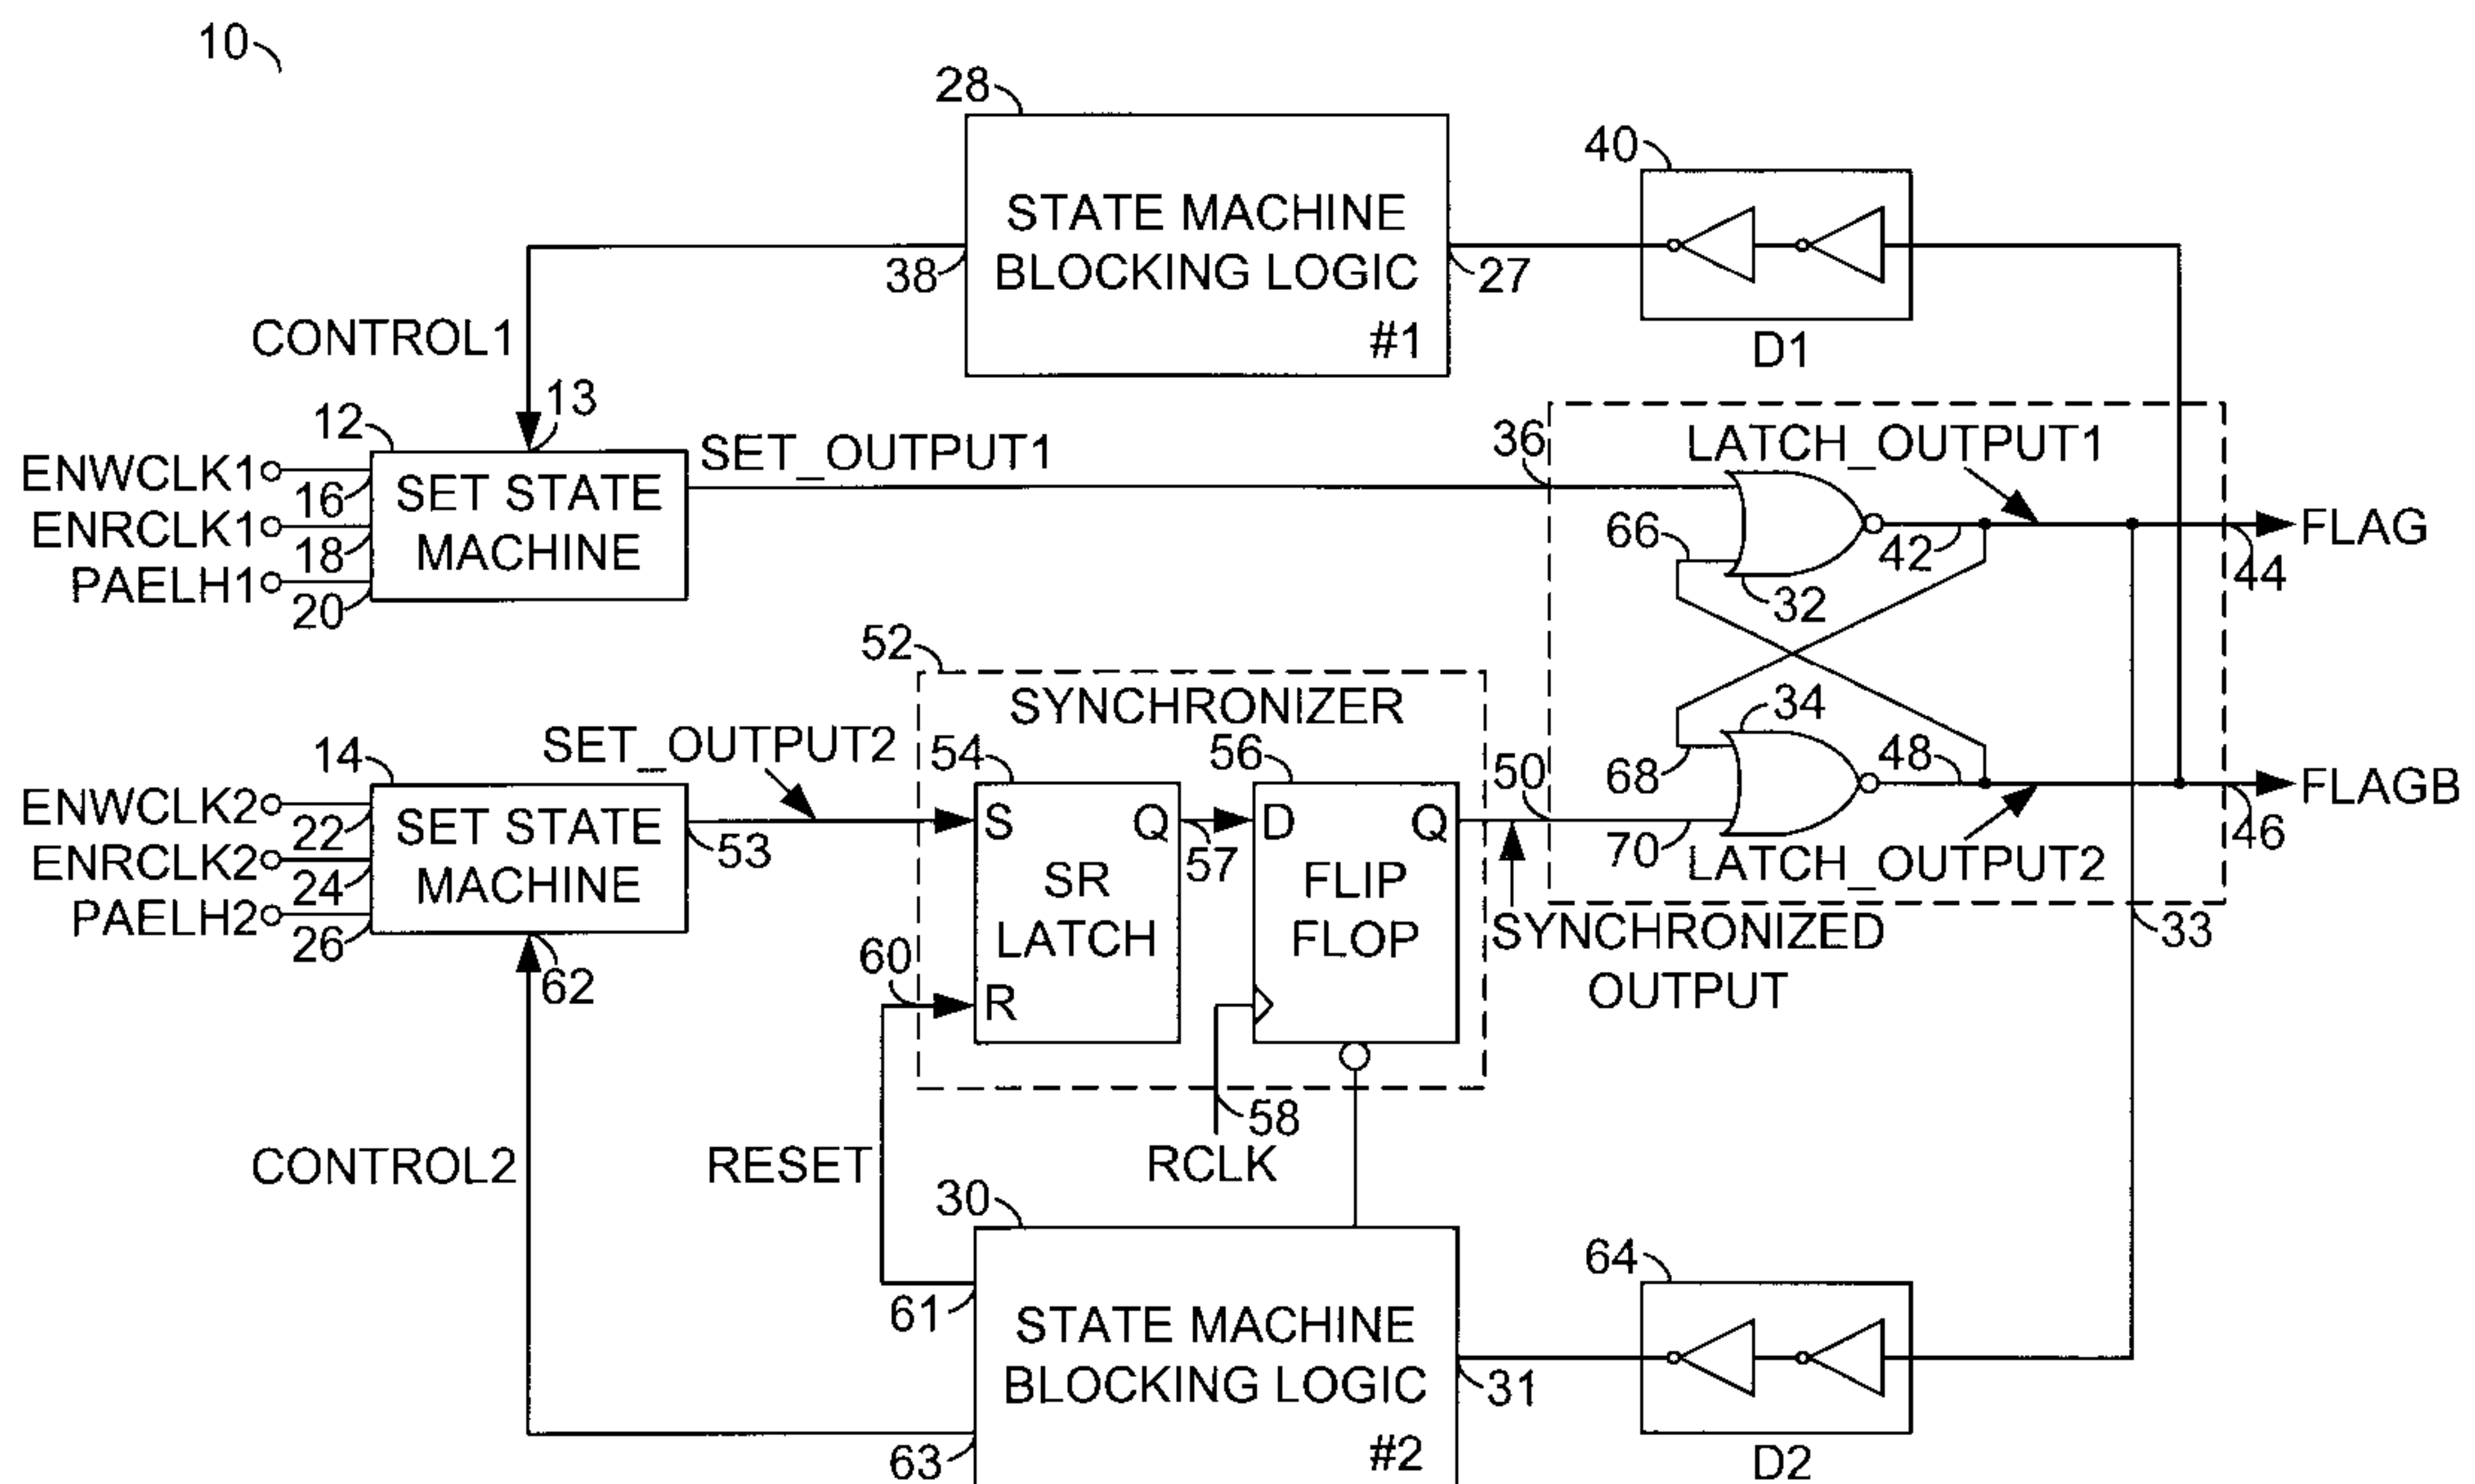 10
28
STATE MACHINE
BLOCKING LOGIC
#1
38
27
40
D1
CONTROL1
13
12
ENWCLK1
16
ENRCLK1
18
PAELH1
20
SET STATE
MACHINE
SET_OUTPUT1
36
LATCH_OUTPUT1
66
32
42
44
FLAG
52
SYNCHRONIZER
SET_OUTPUT2
14
ENWCLK2
22
ENRCLK2
24
PAELH2
26
SET STATE
MACHINE
53
62
54
S
Q
SR
LATCH
R
60
57
56
D
Q
FLIP
FLOP
50
34
68
70
48
46
FLAGB
LATCH_OUTPUT2
SYNCHRONIZED
OUTPUT
33
58
RCLK
CONTROL2
RESET
30
61
STATE MACHINE
BLOCKING LOGIC
#2
63
31
64
D2